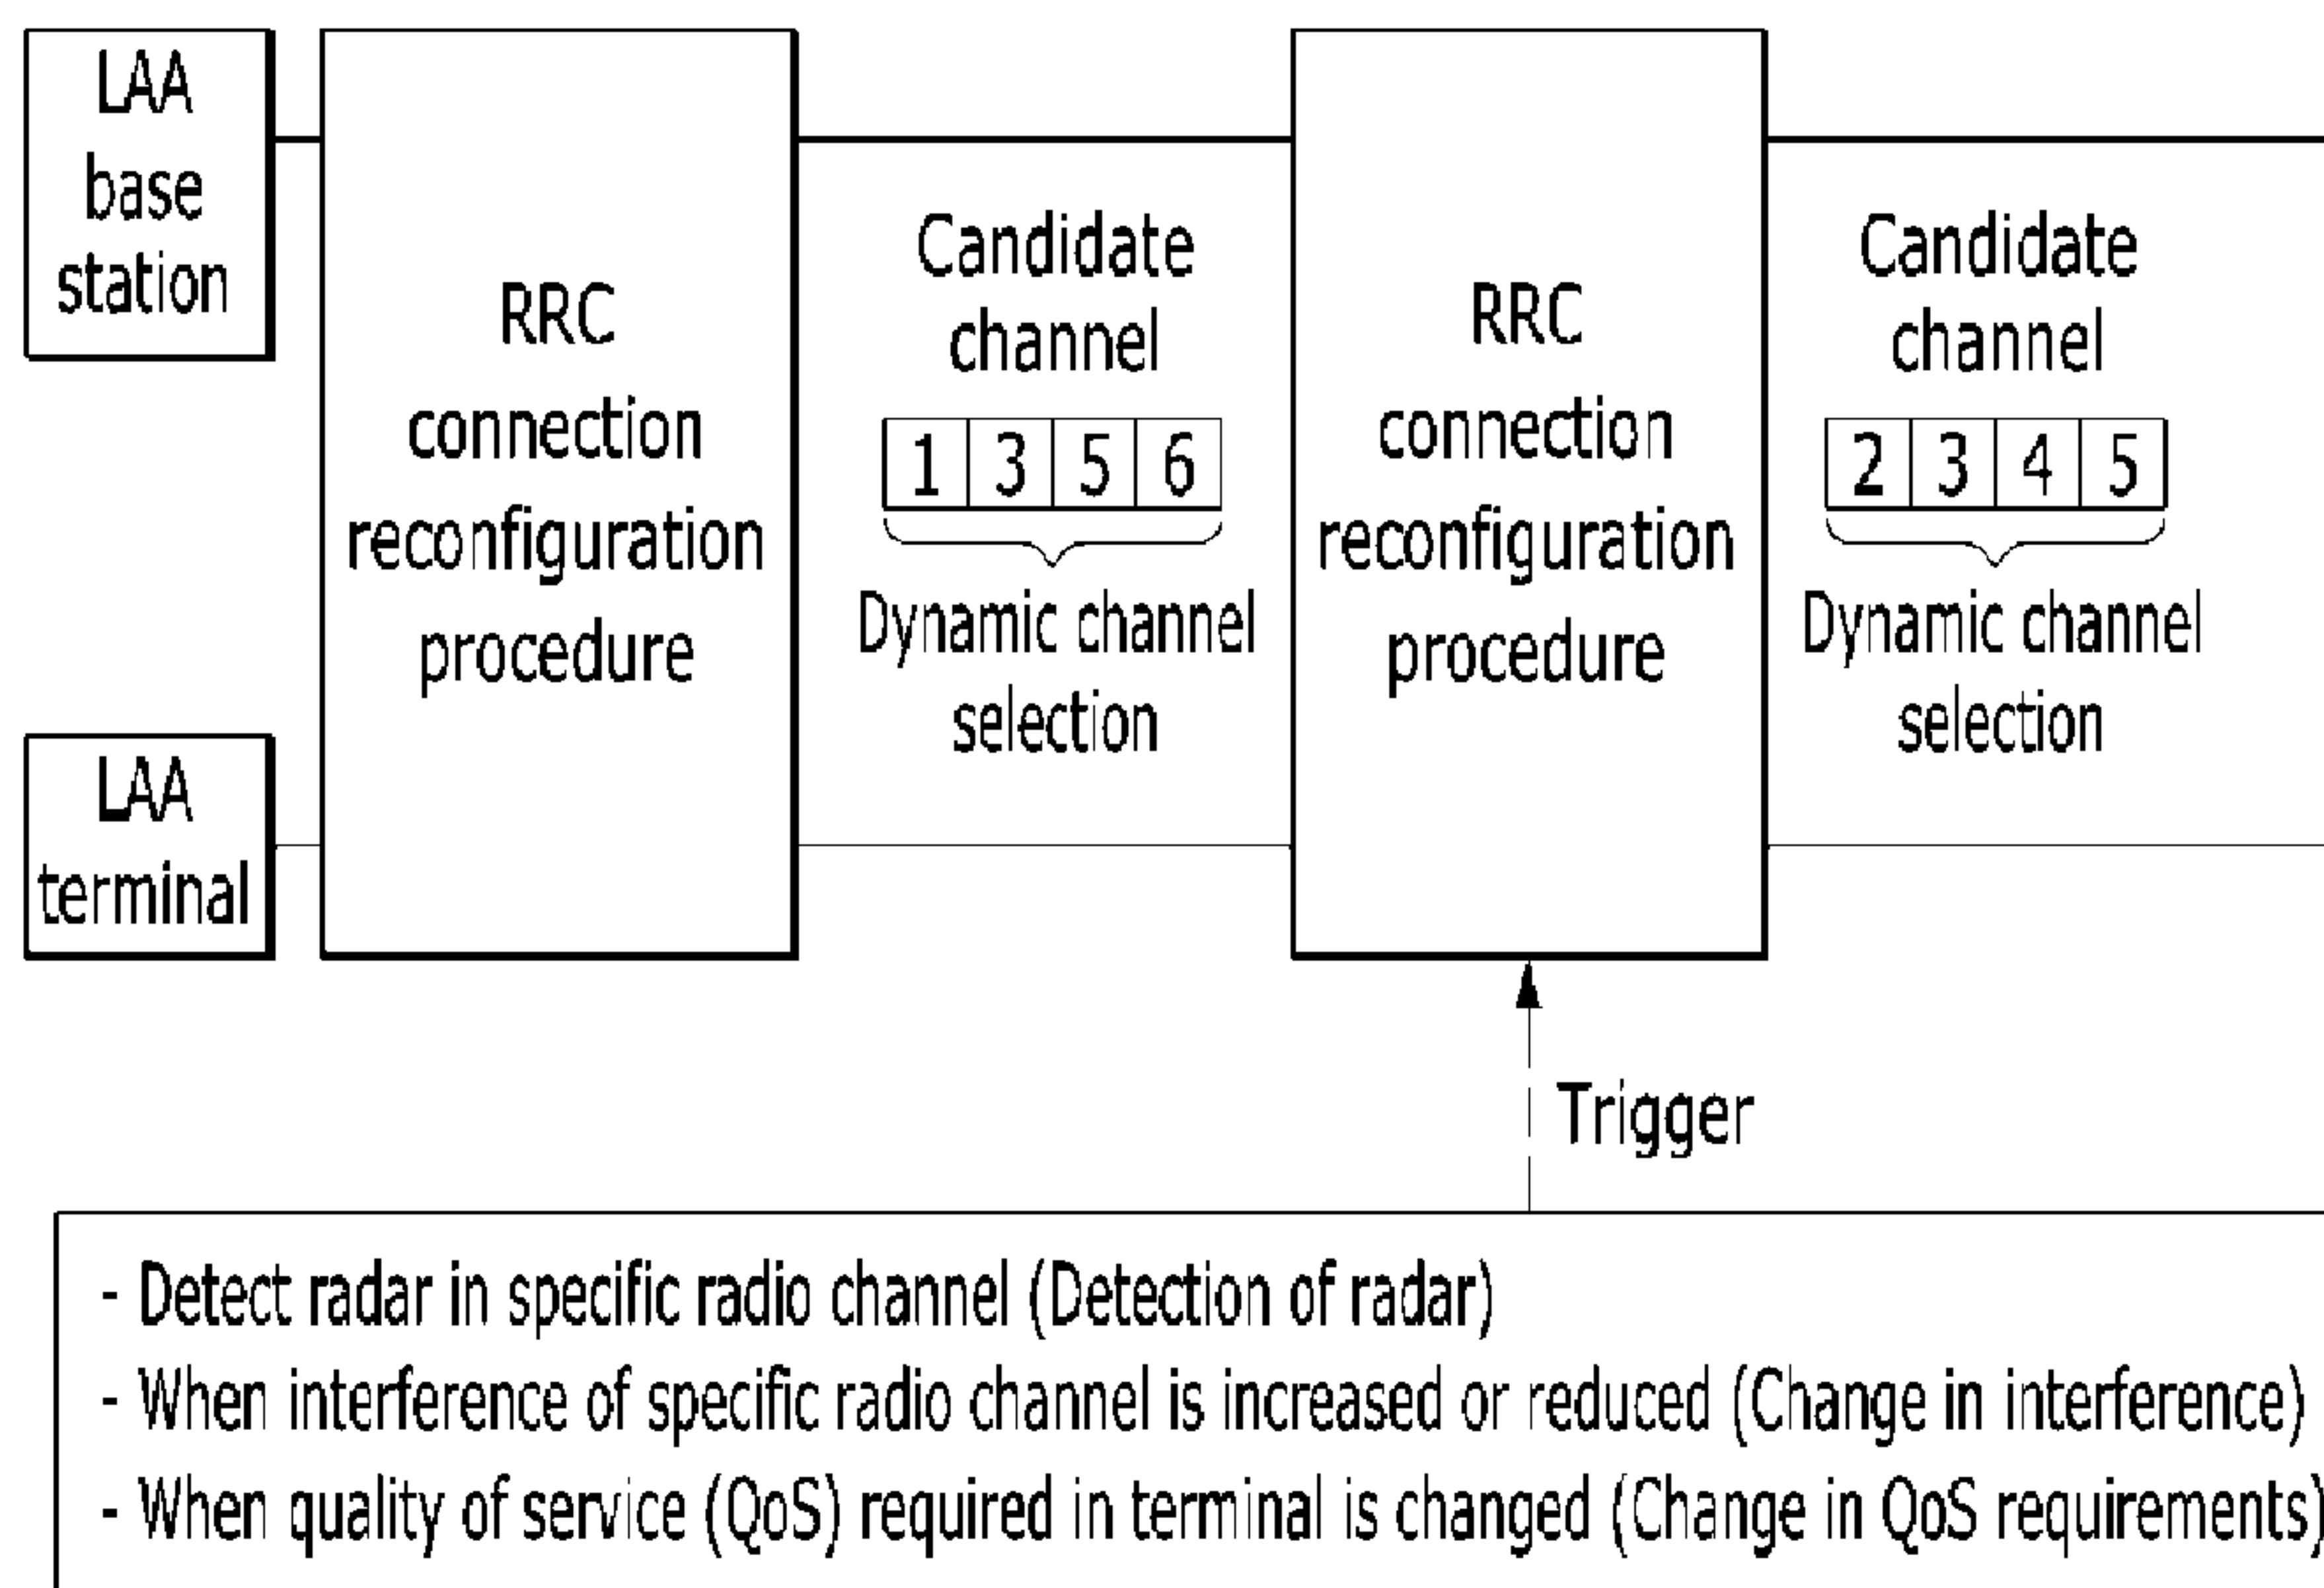 LAA
base
station
RRC
connection
reconfiguration
procedure
Candidate
channel
1 3 5 6
Dynamic channel
selection
RRC
connection
reconfiguration
procedure
Candidate
channel
2 3 4 5
Dynamic channel
selection
LAA
terminal
Trigger
- Detect radar in specific radio channel (Detection of radar)
- When interference of specific radio channel is increased or reduced (Change in interference)
- When quality of service (QoS) required in terminal is changed (Change in QoS requirements)